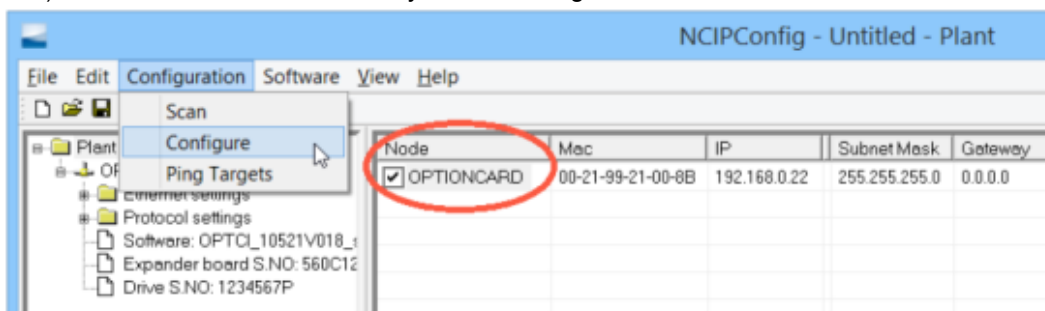 NCIPConfig - Untitled - Plant
File Edit Configuration Software View Help
Scan
Configure
Ping Targets
Plant
Node Mac IP Subnet Mask Gateway
OPTIONCARD 00-21-99-21-00-8B 192.168.0.22 255.255.255.0 0.0.0.0
Ethernet settings
Protocol settings
Software: OPTCI_10521V018_
Expander board S.NO: 560C12
Drive S.NO: 1234567P